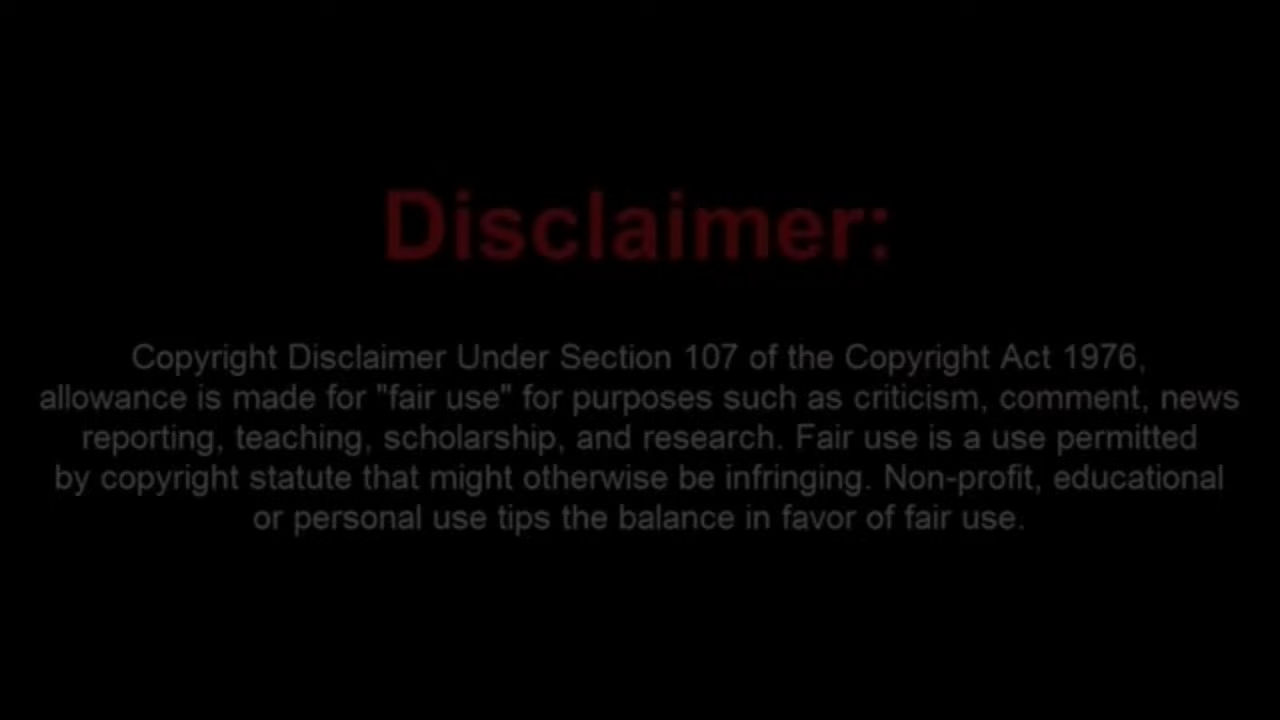 Disclaimer:
Copyright Disclaimer Under Section 107 of the Copyright Act 1976,
allowance is made for "fair use" for purposes such as criticism, comment, news
reporting, teaching, scholarship, and research. Fair use is a use permitted
by copyright statute that might otherwise be infringing. Non-profit, educational
or personal use tips the balance in favor of fair use.